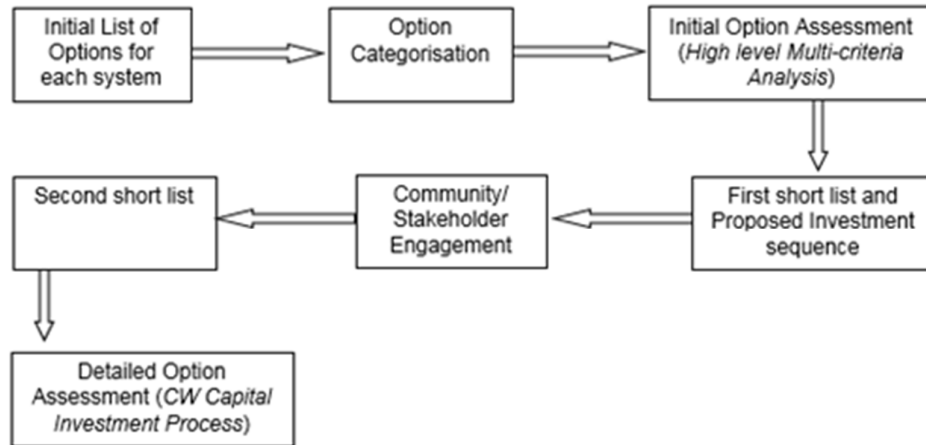 Initial List of
Options for
each system
Option
Categorisation
Initial Option Assessment
(High level Multi-criteria
Analysis)
First short list and
Proposed Investment
sequence
Community/
Stakeholder
Engagement
Second short list
Detailed Option
Assessment (CW Capital
Investment Process)